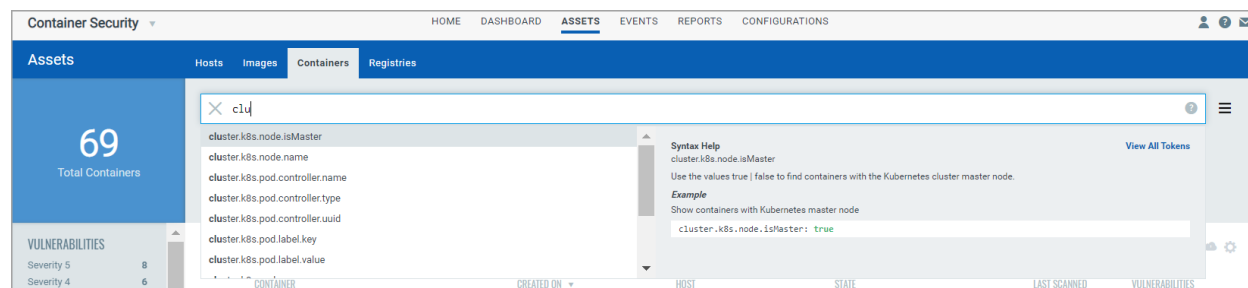 Container Security
HOME DASHBOARD ASSETS EVENTS REPORTS CONFIGURATIONS
Assets
Hosts Images Containers Registries
clu
69
Total Containers
cluster.k8s.node.isMaster
cluster.k8s.node.name
cluster.k8s.pod.controller.name
cluster.k8s.pod.controller.type
cluster.k8s.pod.controller.uuid
cluster.k8s.pod.label.key
cluster.k8s.pod.label.value
Syntax Help
View All Tokens
cluster.k8s.node.isMaster
Use the values true | false to find containers with the Kubernetes cluster master node.
Example
Show containers with Kubernetes master node
cluster.k8s.node.isMaster: true
VULNERABILITIES
Severity 5 8
Severity 4 6
CONTAINER CREATED ON HOST STATE LAST SCANNED VULNERABILITIES